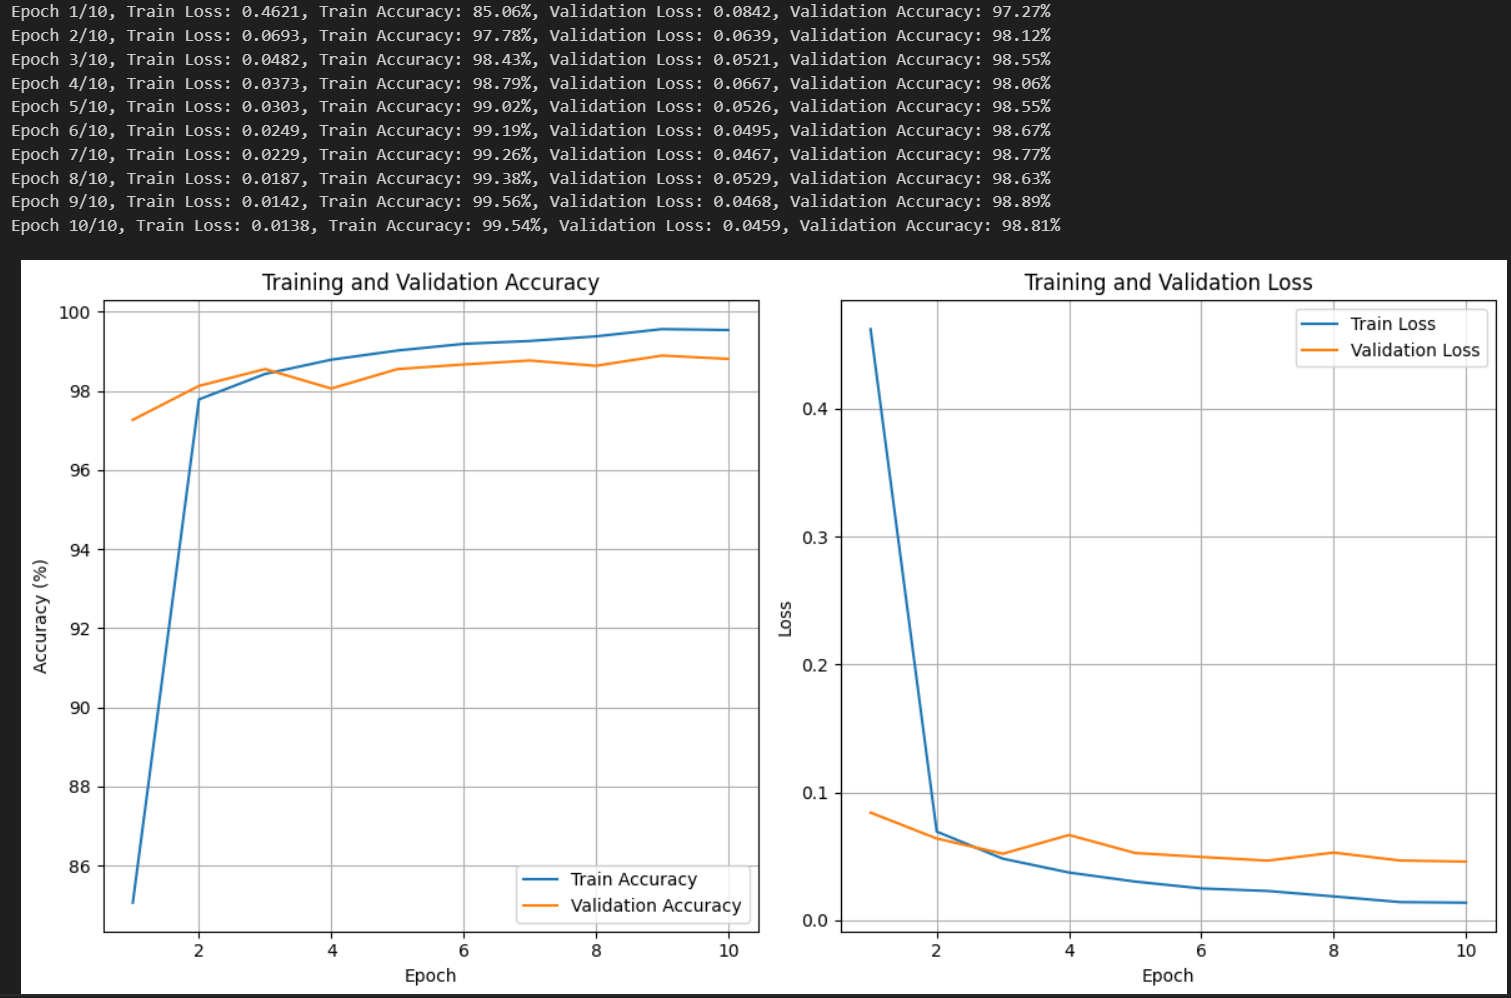 Epoch 1/10, Train Loss: 0.4621, Train Accuracy: 85.06%, Validation Loss: 0.0842, Validation Accuracy: 97.27%
Epoch 2/10, Train Loss: 0.0693, Train Accuracy: 97.78%, Validation Loss: 0.0639, Validation Accuracy: 98.12%
Epoch 3/10, Train Loss: 0.0482, Train Accuracy: 98.43%, Validation Loss: 0.0521, Validation Accuracy: 98.55%
Epoch 4/10, Train Loss: 0.0373, Train Accuracy: 98.79%, Validation Loss: 0.0667, Validation Accuracy: 98.06%
Epoch 5/10, Train Loss: 0.0303, Train Accuracy: 99.02%, Validation Loss: 0.0526, Validation Accuracy: 98.55%
Epoch 6/10, Train Loss: 0.0249, Train Accuracy: 99.19%, Validation Loss: 0.0495, Validation Accuracy: 98.67%
Epoch 7/10, Train Loss: 0.0229, Train Accuracy: 99.26%, Validation Loss: 0.0467, Validation Accuracy: 98.77%
Epoch 8/10, Train Loss: 0.0187, Train Accuracy: 99.38%, Validation Loss: 0.0529, Validation Accuracy: 98.63%
Epoch 9/10, Train Loss: 0.0142, Train Accuracy: 99.56%, Validation Loss: 0.0468, Validation Accuracy: 98.89%
Epoch 10/10, Train Loss: 0.0138, Train Accuracy: 99.54%, Validation Loss: 0.0459, Validation Accuracy: 98.81%
Training and Validation Accuracy
100
98
96
94
92
90
88
86
Accuracy (%)
Train Accuracy
Validation Accuracy
2 4 6 8 10
Epoch
Training and Validation Loss
Train Loss
Validation Loss
0.4
0.3
0.2
0.1
0.0
Loss
2 4 6 8 10
Epoch